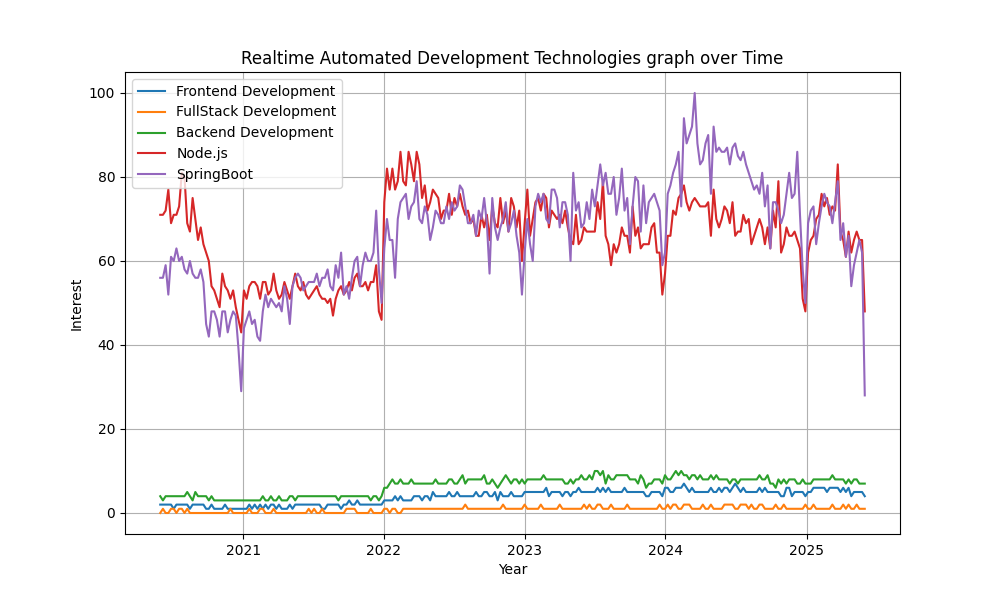 Realtime Automated Development Technologies graph over Time
Frontend Development
FullStack Development
Backend Development
Node.js
SpringBoot
100
80
60
40
20
0
Interest
2021
2022
2023
2024
2025
Year